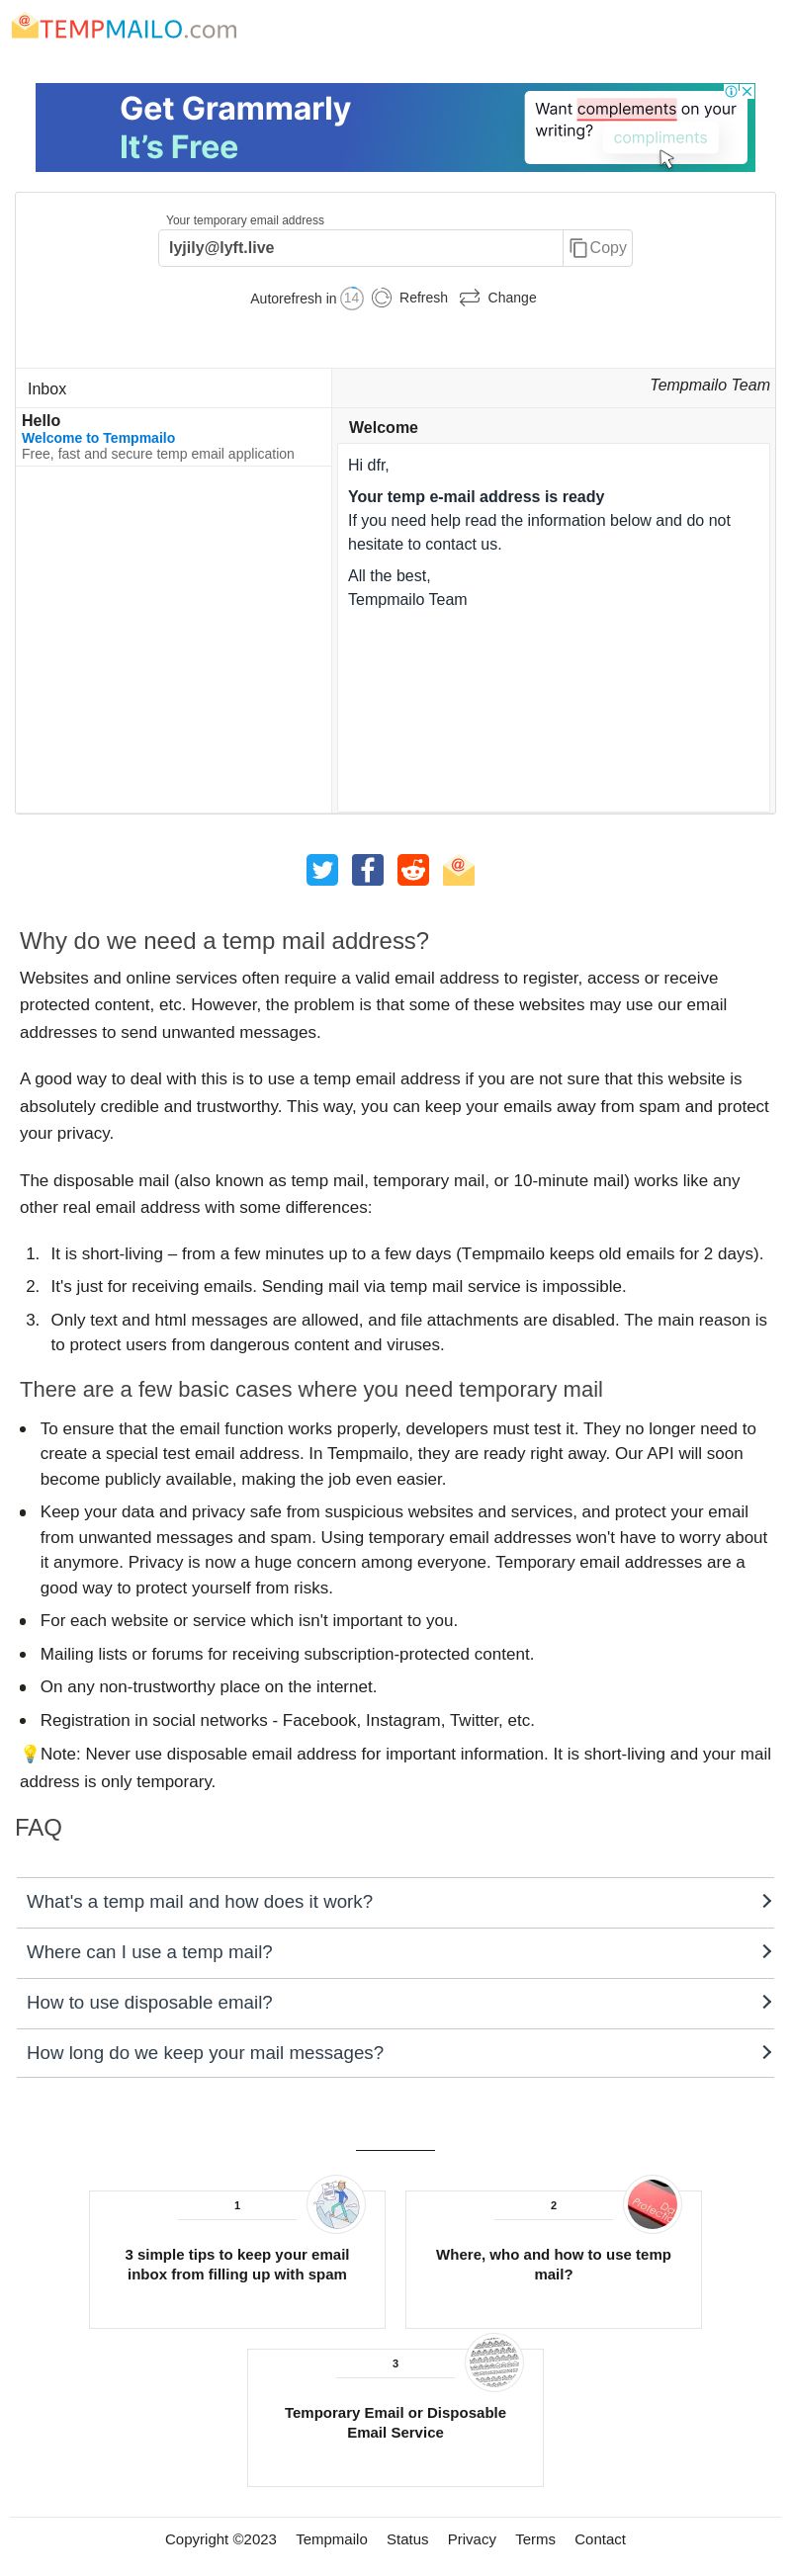 TEMPMAILO.com
Get Grammarly
It's Free
Want complements on your
writing?
compliments
Your temporary email address
lyjily@lyft.live
Copy
Autorefresh in 14 Refresh Change
Inbox
Tempmailo Team
Hello
Welcome to Tempmailo
Free, fast and secure temp email application
Welcome
Hi dfr,
Your temp e-mail address is ready
If you need help read the information below and do not
hesitate to contact us.
All the best,
Tempmailo Team
Why do we need a temp mail address?
Websites and online services often require a valid email address to register, access or receive
protected content, etc. However, the problem is that some of these websites may use our email
addresses to send unwanted messages.
A good way to deal with this is to use a temp email address if you are not sure that this website is
absolutely credible and trustworthy. This way, you can keep your emails away from spam and protect
your privacy.
The disposable mail (also known as temp mail, temporary mail, or 10-minute mail) works like any
other real email address with some differences:
1. It is short-living – from a few minutes up to a few days (Tempmailo keeps old emails for 2 days).
2. It's just for receiving emails. Sending mail via temp mail service is impossible.
3. Only text and html messages are allowed, and file attachments are disabled. The main reason is
to protect users from dangerous content and viruses.
There are a few basic cases where you need temporary mail
• To ensure that the email function works properly, developers must test it. They no longer need to
create a special test email address. In Tempmailo, they are ready right away. Our API will soon
become publicly available, making the job even easier.
• Keep your data and privacy safe from suspicious websites and services, and protect your email
from unwanted messages and spam. Using temporary email addresses won't have to worry about
it anymore. Privacy is now a huge concern among everyone. Temporary email addresses are a
good way to protect yourself from risks.
• For each website or service which isn't important to you.
• Mailing lists or forums for receiving subscription-protected content.
• On any non-trustworthy place on the internet.
• Registration in social networks - Facebook, Instagram, Twitter, etc.
💡Note: Never use disposable email address for important information. It is short-living and your mail
address is only temporary.
FAQ
What's a temp mail and how does it work?
Where can I use a temp mail?
How to use disposable email?
How long do we keep your mail messages?
1
3 simple tips to keep your email
inbox from filling up with spam
2
Where, who and how to use temp
mail?
3
Temporary Email or Disposable
Email Service
Copyright ©2023 Tempmailo Status Privacy Terms Contact